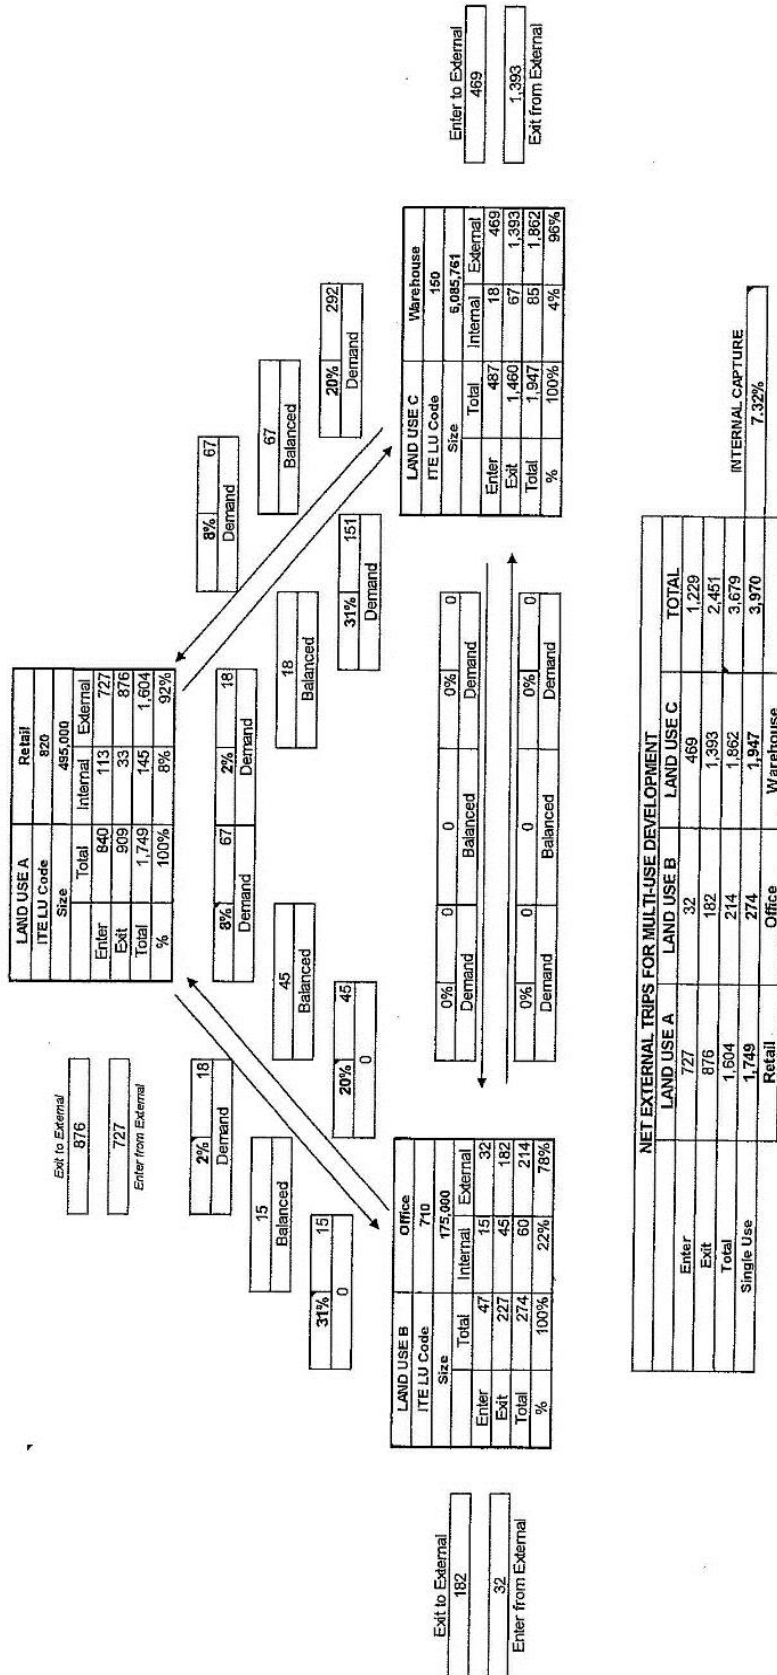 LAND USE A Retail
ITE LU Code 820
Size 495,000
Total Internal External
Enter 840 113 727
Exit 909 33 876
Total 1,749 145 1,604
% 100% 8% 92%
Exit to External
876
727
Enter from External
2% 18
Demand
8% 67
Demand
2% 18
Demand
8% 67
Demand
15
Balanced
45
Balanced
18
Balanced
67
Balanced
31% 15
0
20% 45
0
31% 151
Demand
20% 292
Demand
LAND USE B Office
ITE LU Code 710
Size 175,000
Total Internal External
Enter 47 15 32
Exit 227 45 182
Total 274 60 214
% 100% 22% 78%
Exit to External
182
32
Enter from External
0% 0
Demand
0
Balanced
0% 0
Demand
0% 0
Demand
0
Balanced
0% 0
Demand
LAND USE C Warehouse
ITE LU Code 150
Size 6,085,761
Total Internal External
Enter 487 18 469
Exit 1,460 67 1,393
Total 1,947 85 1,862
% 100% 4% 96%
Enter to External
469
1,393
Exit from External
NET EXTERNAL TRIPS FOR MULTI-USE DEVELOPMENT
LAND USE A LAND USE B LAND USE C TOTAL
Enter 727 32 469 1,229
Exit 876 182 1,393 2,451
Total 1,604 214 1,862 3,679 INTERNAL CAPTURE
Single Use 1,749 274 1,947 3,970 7.32%
Retail Office Warehouse